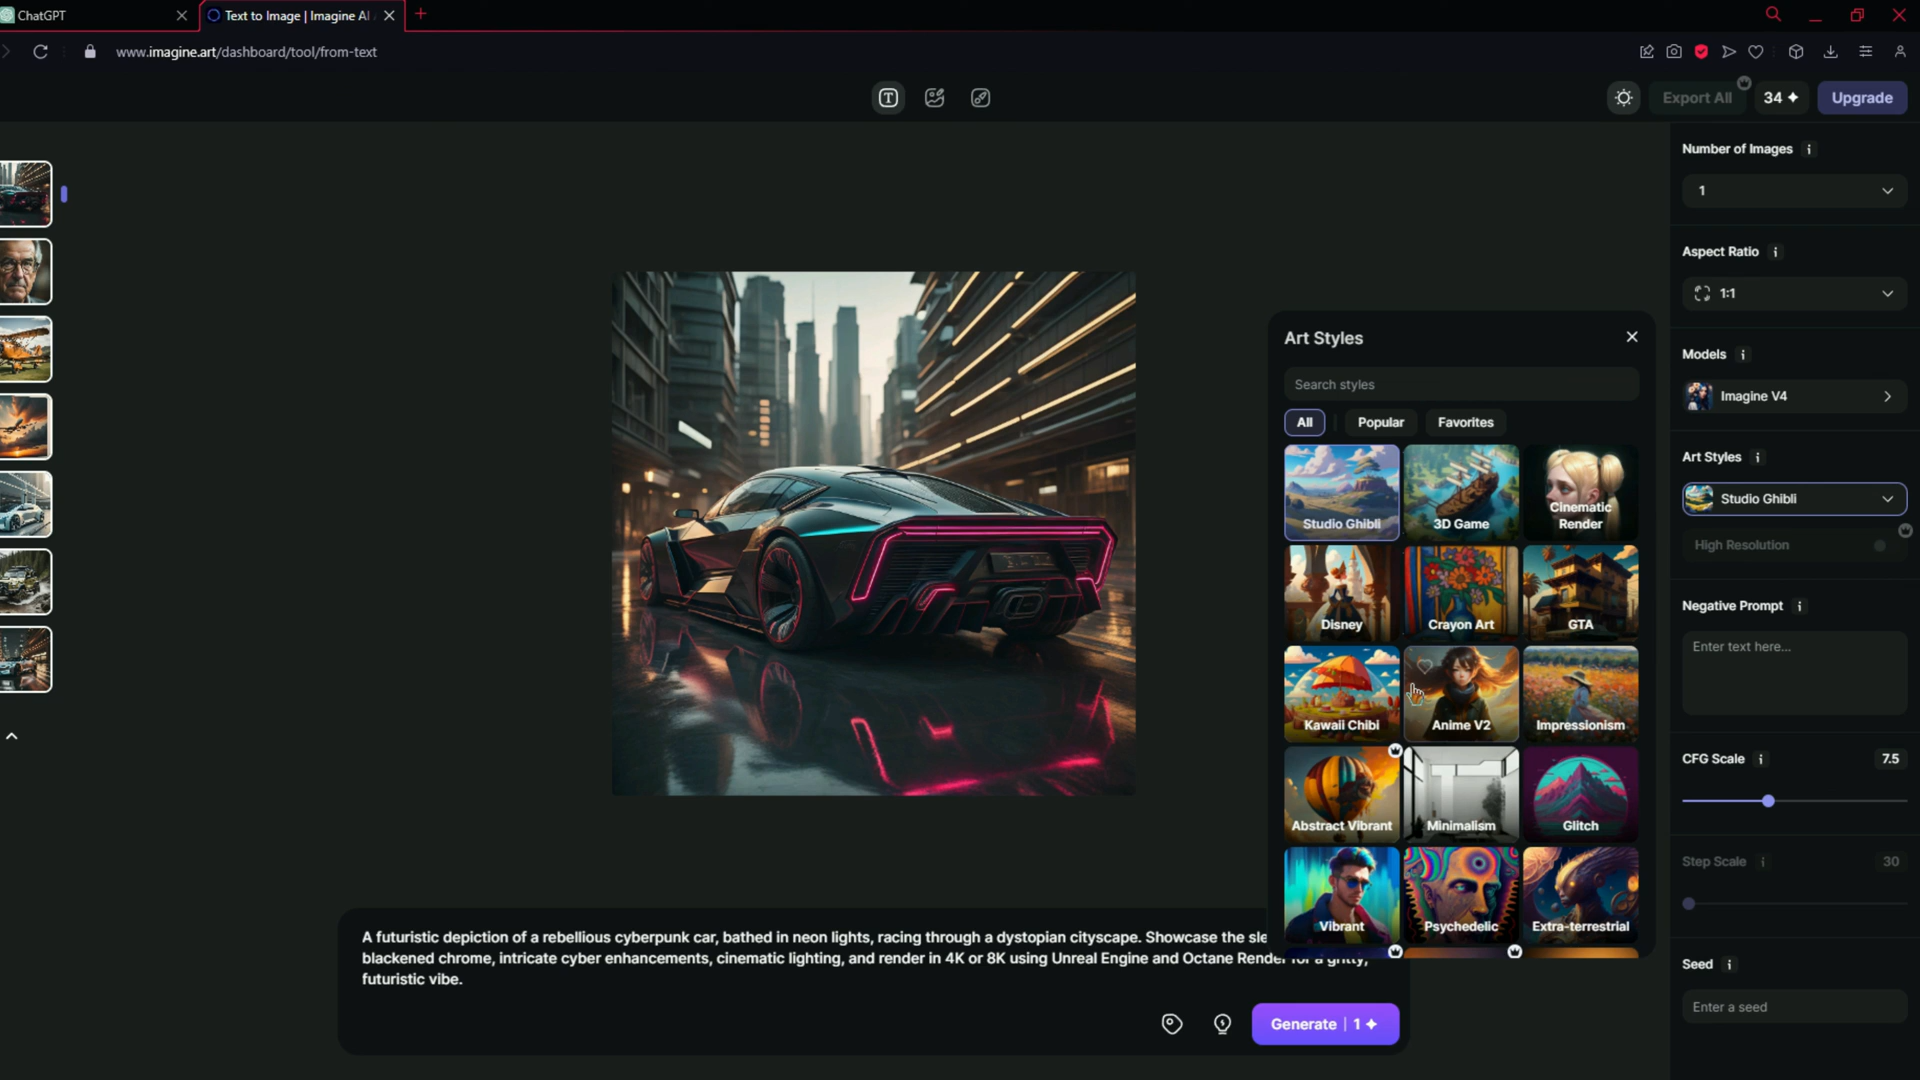 ChatGPT
Text to Image | Imagine AI
www.imagine.art/dashboard/tool/from-text
Export All
34
Upgrade
Number of Images
1
Aspect Ratio
1:1
Models
Imagine V4
Art Styles
Studio Ghibli
High Resolution
Negative Prompt
Enter text here...
CFG Scale
7.5
Step Scale
30
Seed
Enter a seed
Art Styles
Search styles
All
Popular
Favorites
Studio Ghibli
3D Game
Cinematic
Render
Disney
Crayon Art
GTA
Kawaii Chibi
Anime V2
Impressionism
Abstract Vibrant
Minimalism
Glitch
Vibrant
Psychedelic
Extra-terrestrial
A futuristic depiction of a rebellious cyberpunk car, bathed in neon lights, racing through a dystopian cityscape. Showcase the
blackened chrome, intricate cyber enhancements, cinematic lighting, and render in 4K or 8K using Unreal Engine and Octane Render for a gritty,
futuristic vibe.
Generate | 1